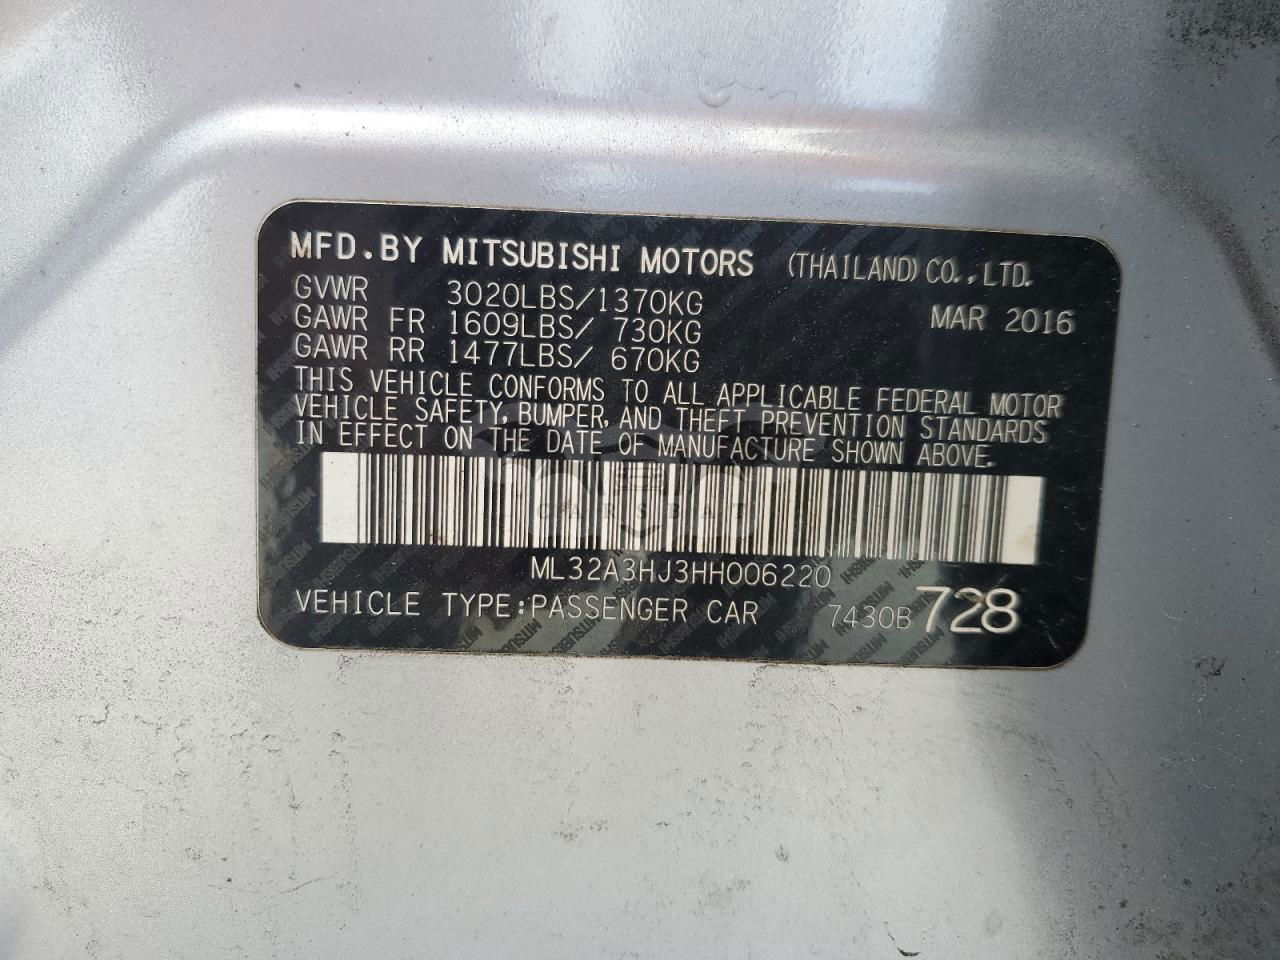 MFD.BY MITSUBISHI MOTORS (THAILAND) CO.,LTD.
GVWR 3020LBS/1370KG MAR 2016
GAWR FR 1609LBS/ 730KG
GAWR RR 1477LBS/ 670KG
THIS VEHICLE CONFORMS TO ALL APPLICABLE FEDERAL MOTOR
VEHICLE SAFETY, BUMPER, AND THEFT PREVENTION STANDARDS
IN EFFECT ON THE DATE OF MANUFACTURE SHOWN ABOVE.
CARSBAT
ML32A3HJ3HH006220
VEHICLE TYPE:PASSENGER CAR 7430B 728